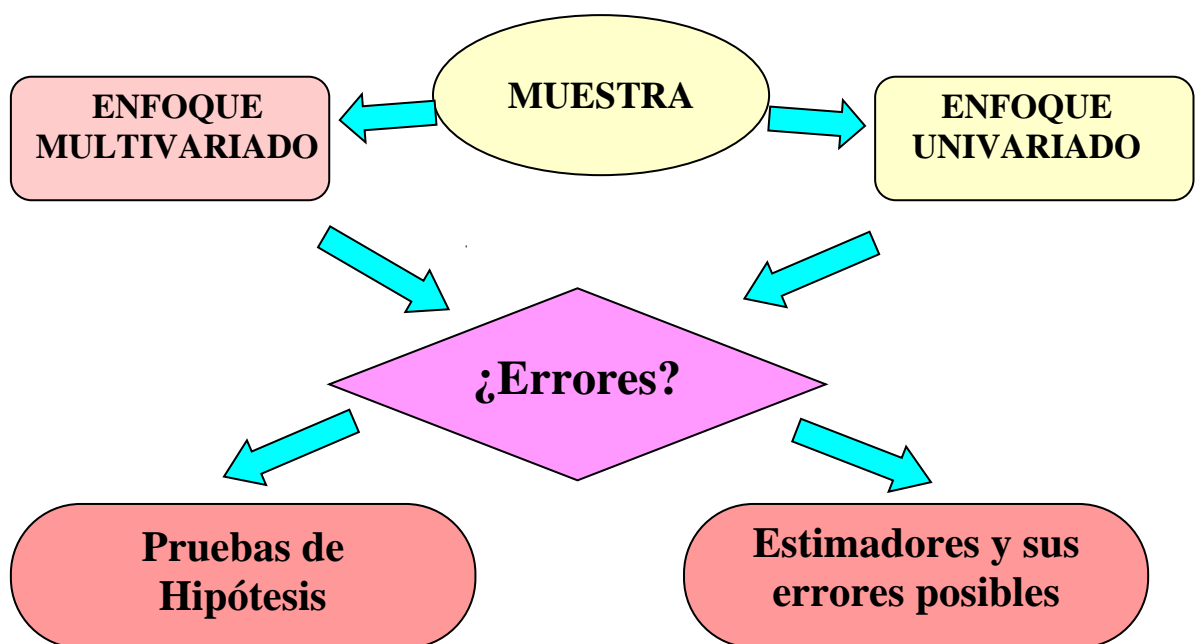 MUESTRA
ENFOQUE
MULTIVARIADO
ENFOQUE
UNIVARIADO
¿Errores?
Pruebas de
Hipótesis
Estimadores y sus
errores posibles